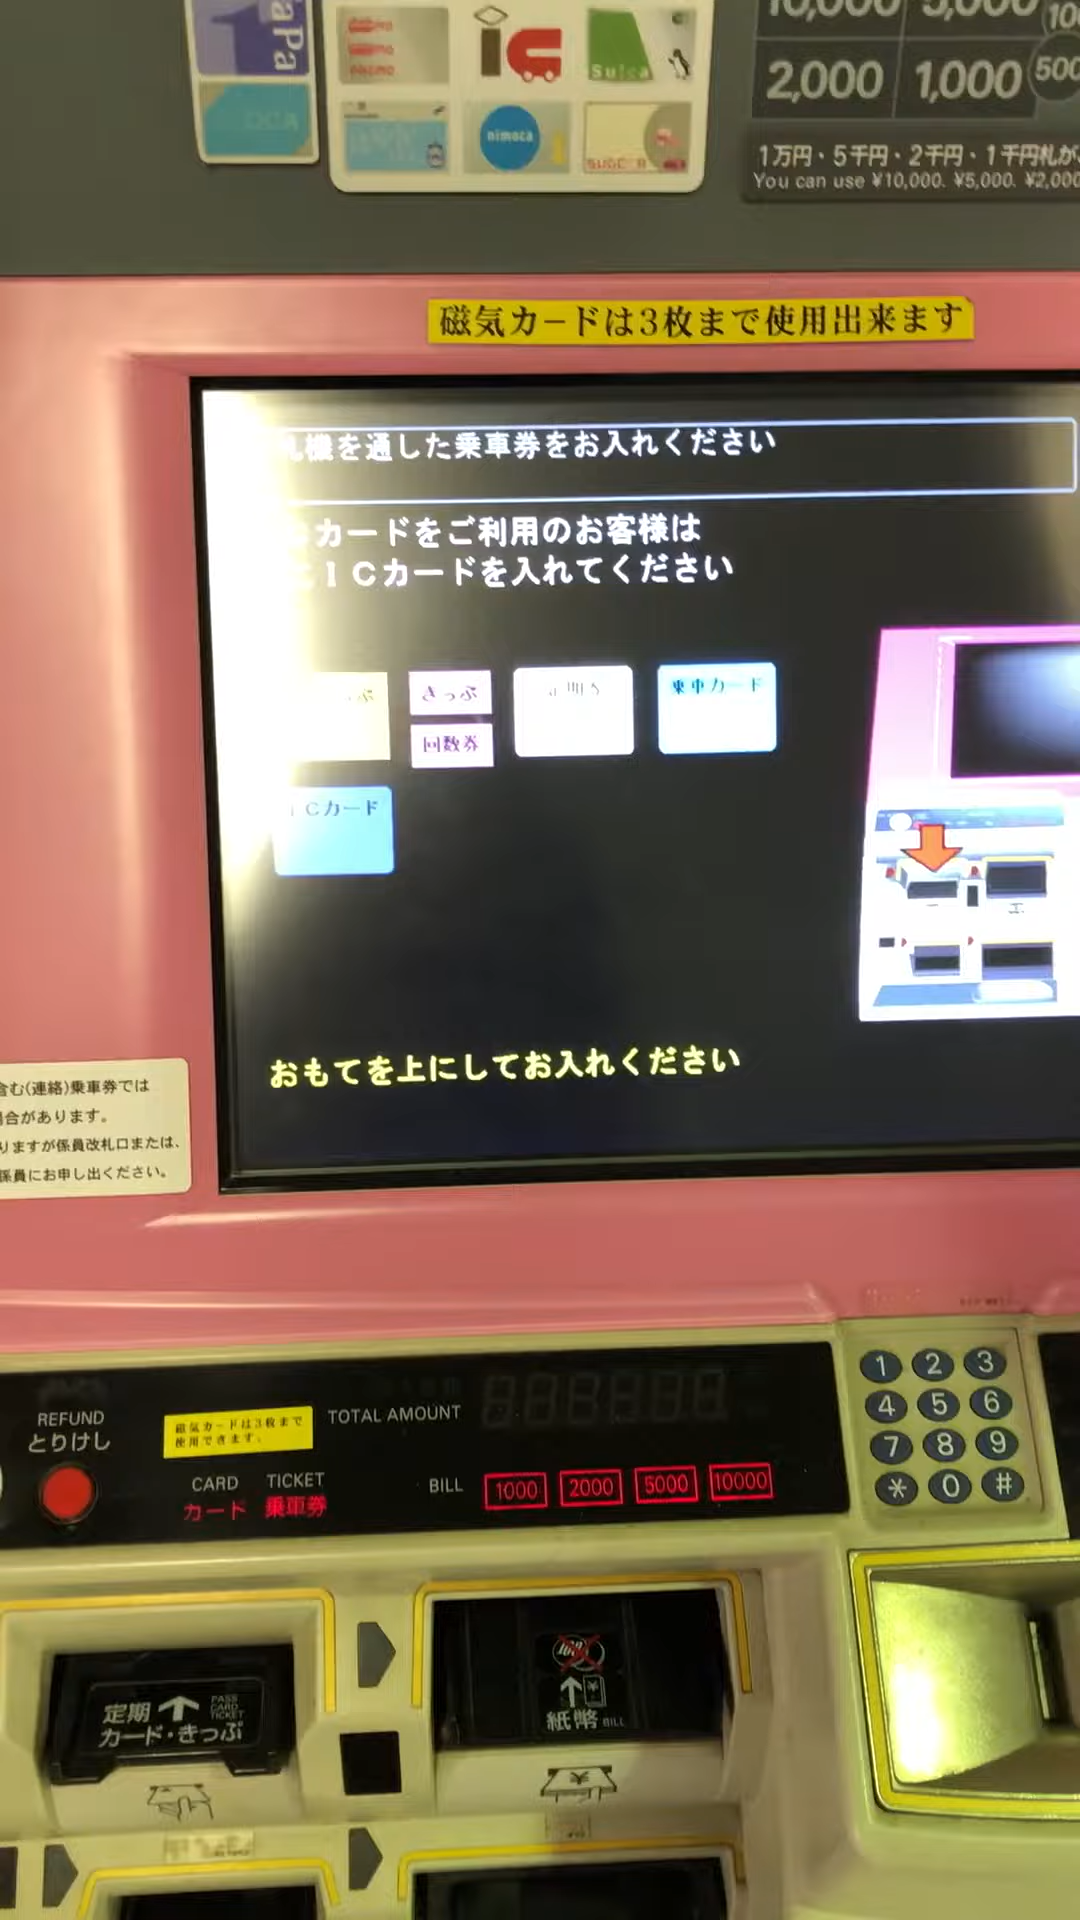 aPa
Suica
nimoca
SUGOCA
10,000 5,000
2,000 1,000 500
1万円・5千円・2千円・1千円札が
You can use ¥10,000. ¥5,000. ¥2,000
磁気カードは3枚まで使用出来ます
札機を通した乗車券をお入れください
カードをご利用のお客様は
ICカードを入れてください
きっぷ
回数券
乗車カード
ICカード
おもてを上にしてお入れください
含む(連絡)乗車券では
場合があります。
りますが係員改札口または、
係員にお申し出ください。
1 2 3
4 5 6
7 8 9
* 0 #
REFUND
とりけし
磁気カードは3枚まで
使用できます。
TOTAL AMOUNT
CARD TICKET
カード 乗車券
BILL 1000 2000 5000 10000
定期
カード・きっぷ
PASS
CARD
TICKET
紙幣 BILL